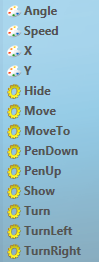 Angle
Speed
X
Y
Hide
Move
MoveTo
PenDown
PenUp
Show
Turn
TurnLeft
TurnRight